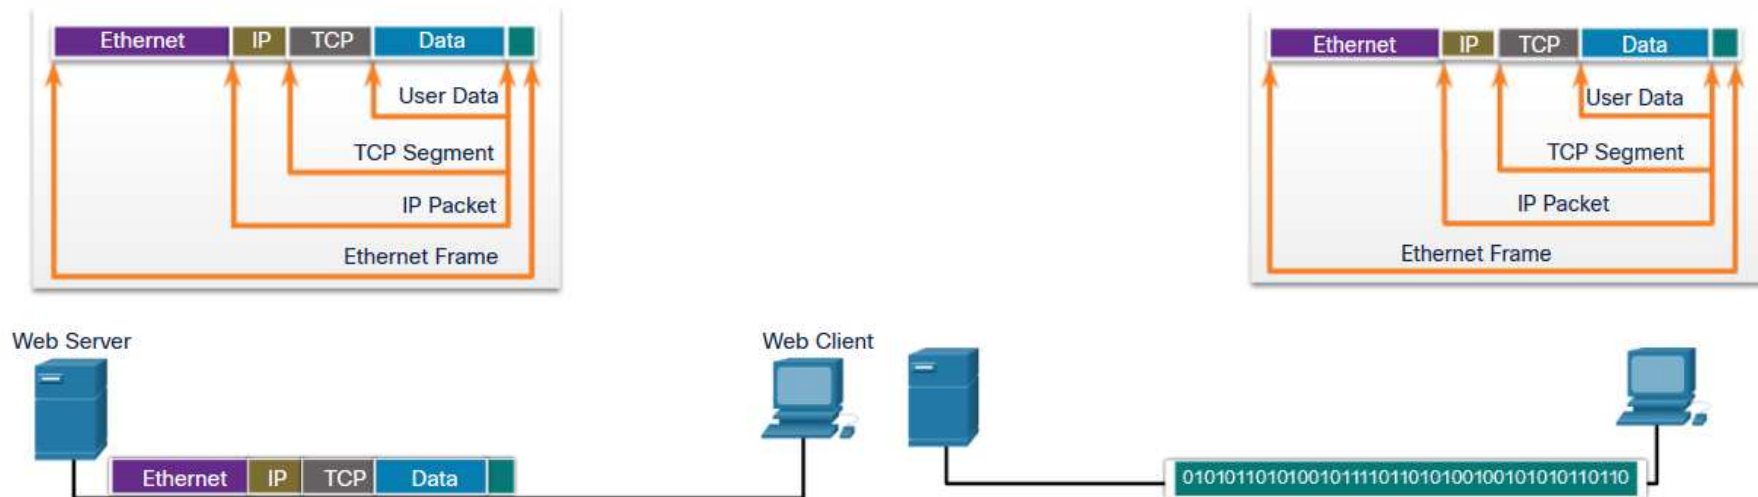 Ethernet IP TCP Data
User Data
TCP Segment
IP Packet
Ethernet Frame
Ethernet IP TCP Data
User Data
TCP Segment
IP Packet
Ethernet Frame
Web Server
Web Client
Ethernet IP TCP Data
0101011010100101111011010100100101010110110